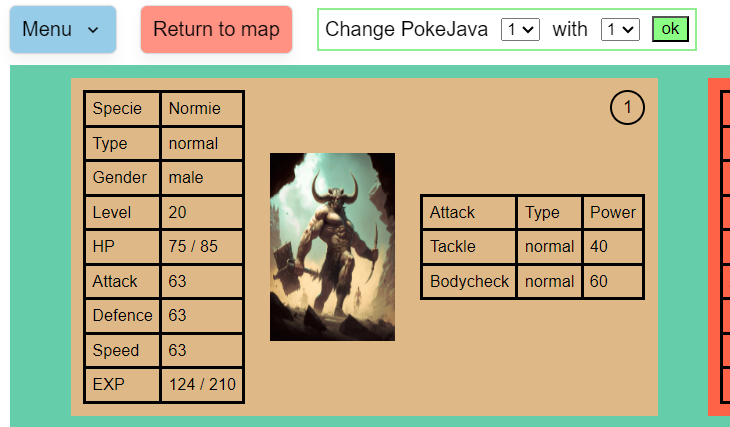 Menu Return to map Change PokeJava 1 with 1 ok
1
Specie Normie
Type normal
Gender male
Level 20
HP 75 / 85
Attack 63
Defence 63
Speed 63
EXP 124 / 210
Attack Type Power
Tackle normal 40
Bodycheck normal 60